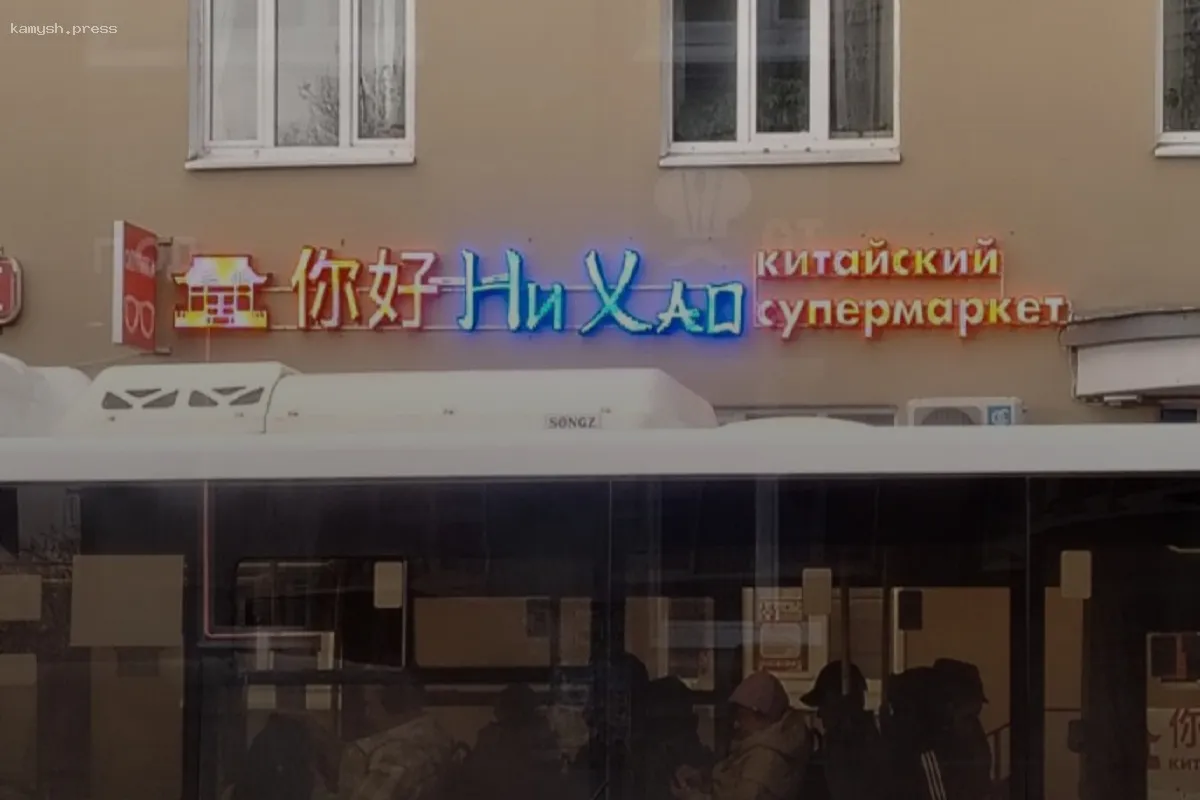 kamysh.press
你好 Ни Хао
китайский
супермаркет
SONGZ